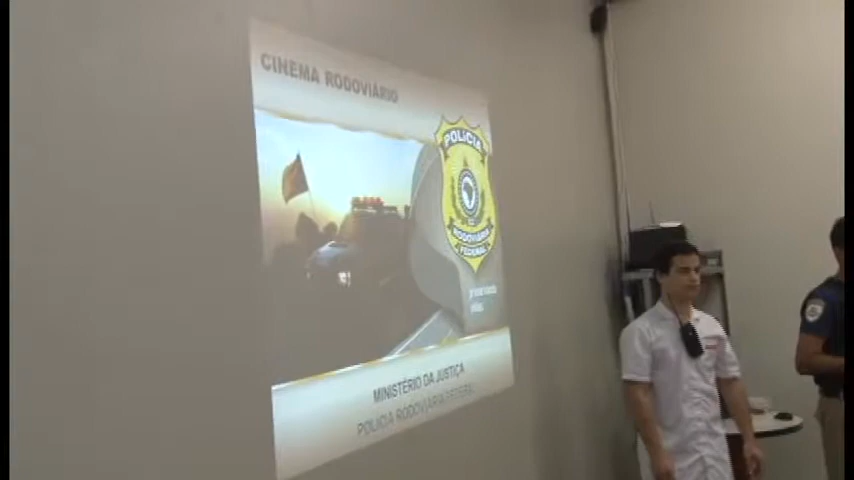 CINEMA RODOVIÁRIO
POLÍCIA
RODOVIÁRIA
FEDERAL
MINISTÉRIO DA JUSTIÇA
POLÍCIA RODOVIÁRIA FEDERAL